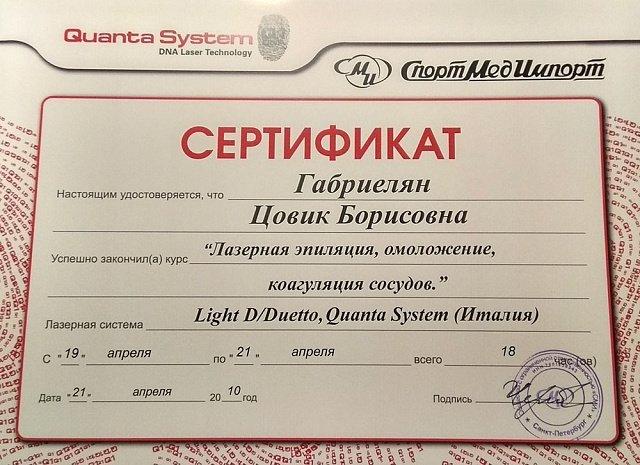 Quanta System
DNA Laser Technology
МИ СпортМедИмпорт
СЕРТИФИКАТ
Настоящим удостоверяется, что Габриелян
Цовик Борисовна
Успешно закончил(а) курс “Лазерная эпиляция, омоложение,
коагуляция сосудов.”
Лазерная система Light D/Duetto, Quanta System (Италия)
С "19" апреля по "21" апреля всего 18 час (ов)
Дата "21" апреля 2010год Подпись
Санкт-Петербург